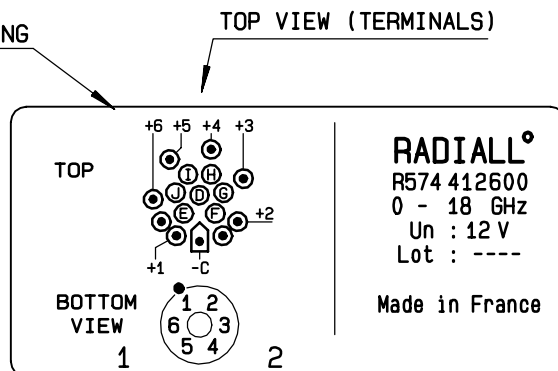 NG
TOP VIEW (TERMINALS)
+6 +5 +4 +3
TOP
I H
J D G
E F
+2
+1 -C
RADIALL°
R574 412600
0 - 18 GHz
Un : 12 V
Lot : ----
Made in France
BOTTOM
VIEW
1 2
6 3
5 4
1 2